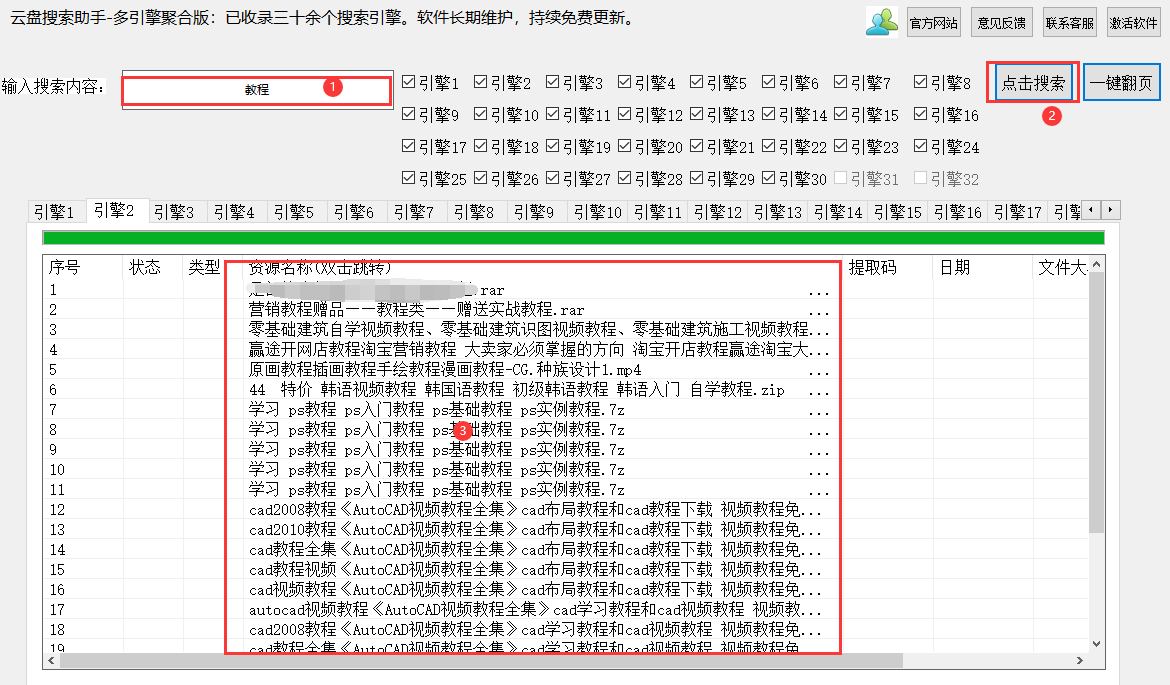 云盘搜索助手-多引擎聚合版：已收录三十余个搜索引擎。软件长期维护，持续免费更新。
官方网站 意见反馈 联系客服 激活软件
输入搜索内容： 教程 1 引擎1 引擎2 引擎3 引擎4 引擎5 引擎6 引擎7 引擎8 点击搜索 一键翻页
引擎9 引擎10 引擎11 引擎12 引擎13 引擎14 引擎15 引擎16 2
引擎17 引擎18 引擎19 引擎20 引擎21 引擎22 引擎23 引擎24
引擎25 引擎26 引擎27 引擎28 引擎29 引擎30 引擎31 引擎32
引擎1 引擎2 引擎3 引擎4 引擎5 引擎6 引擎7 引擎8 引擎9 引擎10 引擎11 引擎12 引擎13 引擎14 引擎15 引擎16 引擎17 引擎
序号 状态 类型 资源名称(双击跳转) 提取码 日期 文件大
1 .rar ...
2 营销教程赠品——教程类——赠送实战教程.rar ...
3 零基础建筑自学视频教程、零基础建筑识图视频教程、零基础建筑施工视频教程...
4 赢途开网店教程淘宝营销教程 大卖家必须掌握的方向 淘宝开店教程赢途淘宝大...
5 原画教程插画教程手绘教程漫画教程-CG.种族设计1.mp4 ...
6 44 特价 韩语视频教程 韩国语教程 初级韩语教程 韩语入门 自学教程.zip ...
7 学习 ps教程 ps入门教程 ps基础教程 ps实例教程.7z ...
8 学习 ps教程 ps入门教程 ps基础教程 ps实例教程.7z ...
3
9 学习 ps教程 ps入门教程 ps基础教程 ps实例教程.7z ...
10 学习 ps教程 ps入门教程 ps基础教程 ps实例教程.7z ...
11 学习 ps教程 ps入门教程 ps基础教程 ps实例教程.7z ...
12 cad2008教程《AutoCAD视频教程全集》cad布局教程和cad教程下载 视频教程免...
13 cad2010教程《AutoCAD视频教程全集》cad布局教程和cad教程下载 视频教程免...
14 cad教程全集《AutoCAD视频教程全集》cad布局教程和cad教程下载 视频教程免...
15 cad教程视频《AutoCAD视频教程全集》cad布局教程和cad教程下载 视频教程免...
16 cad视频教程《AutoCAD视频教程全集》cad布局教程和cad教程下载 视频教程免...
17 autocad视频教程《AutoCAD视频教程全集》cad学习教程和cad视频教程 视频教...
18 cad2008教程《AutoCAD视频教程全集》cad学习教程和cad视频教程 视频教程免...
19 cad教程全集《AutoCAD视频教程全集》cad学习教程和cad视频教程 视频教程免...